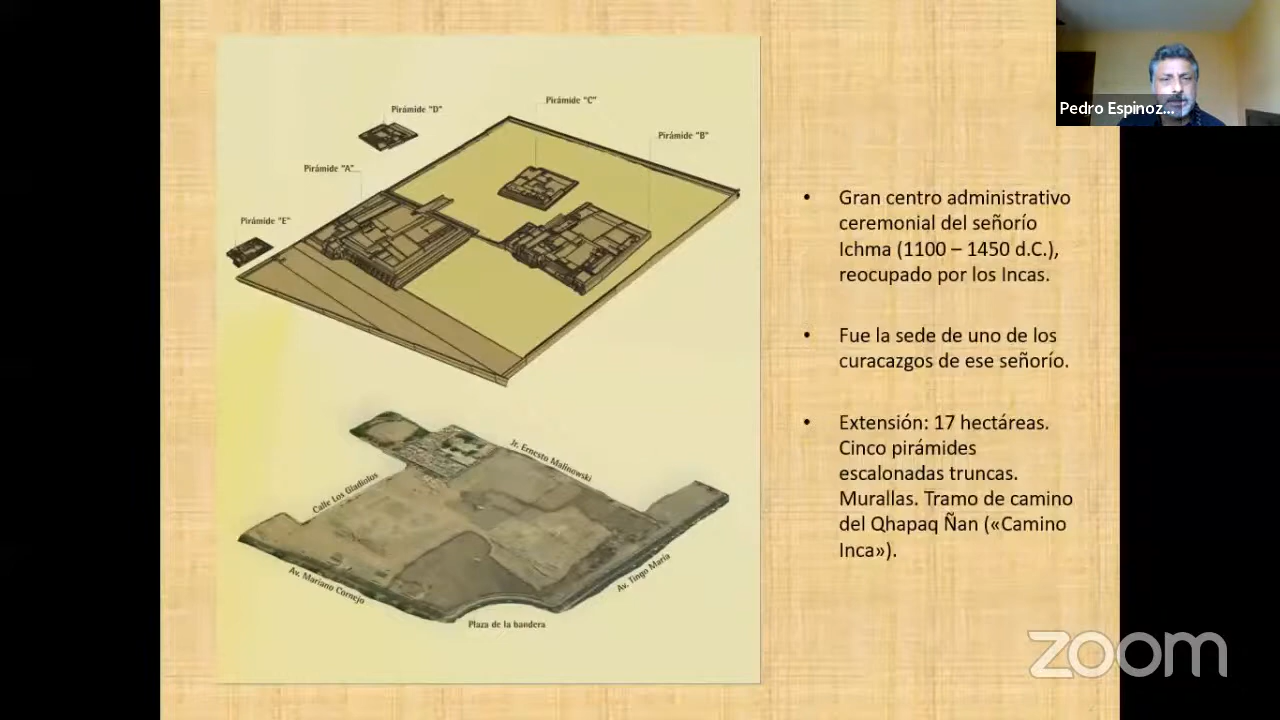 Pirámide "D"
Pirámide "C"
Pirámide "B"
Pirámide "A"
Pirámide "E"
Jr. Ernesto Malinowski
Calle Los Gladiolos
Av. Mariano Cornejo
Av. Tingo María
Plaza de la bandera
• Gran centro administrativo
ceremonial del señorío
Ichma (1100 – 1450 d.C.),
reocupado por los Incas.
• Fue la sede de uno de los
curacazgos de ese señorío.
• Extensión: 17 hectáreas.
Cinco pirámides
escalonadas truncas.
Murallas. Tramo de camino
del Qhapaq Ñan («Camino
Inca»).
Pedro Espinoz...
zoom